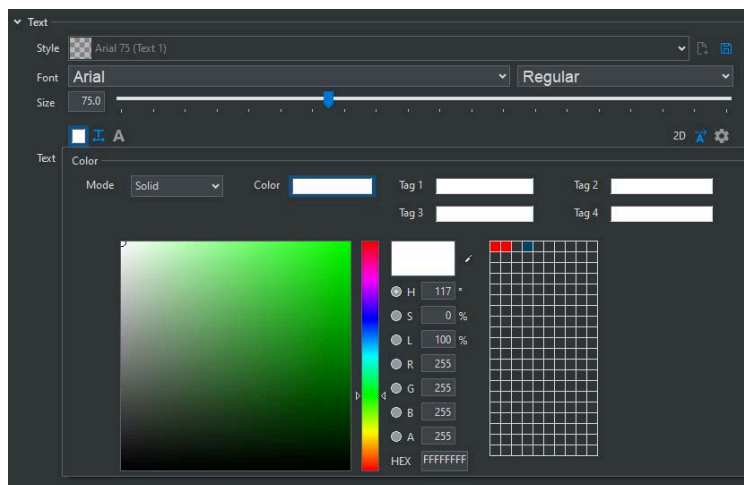 Text
Style Arial 75 (Text 1)
Font Arial Regular
Size 75.0
A 2D A
Text Color
Mode Solid Color Tag 1 Tag 2
Tag 3 Tag 4
H 117 °
S 0 %
L 100 %
R 255
G 255
B 255
A 255
HEX FFFFFFFF